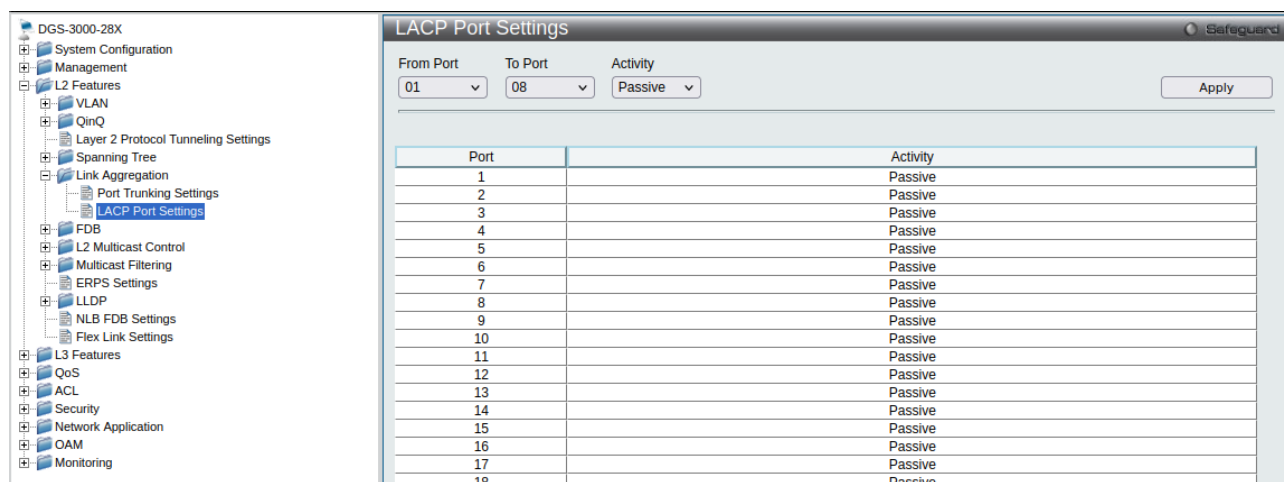 DGS-3000-28X
System Configuration
Management
L2 Features
VLAN
QinQ
Layer 2 Protocol Tunneling Settings
Spanning Tree
Link Aggregation
Port Trunking Settings
LACP Port Settings
FDB
L2 Multicast Control
Multicast Filtering
ERPS Settings
LLDP
NLB FDB Settings
Flex Link Settings
L3 Features
QoS
ACL
Security
Network Application
OAM
Monitoring
LACP Port Settings
Safeguard
From Port To Port Activity
01 08 Passive Apply
Port Activity
1 Passive
2 Passive
3 Passive
4 Passive
5 Passive
6 Passive
7 Passive
8 Passive
9 Passive
10 Passive
11 Passive
12 Passive
13 Passive
14 Passive
15 Passive
16 Passive
17 Passive
18 Passive